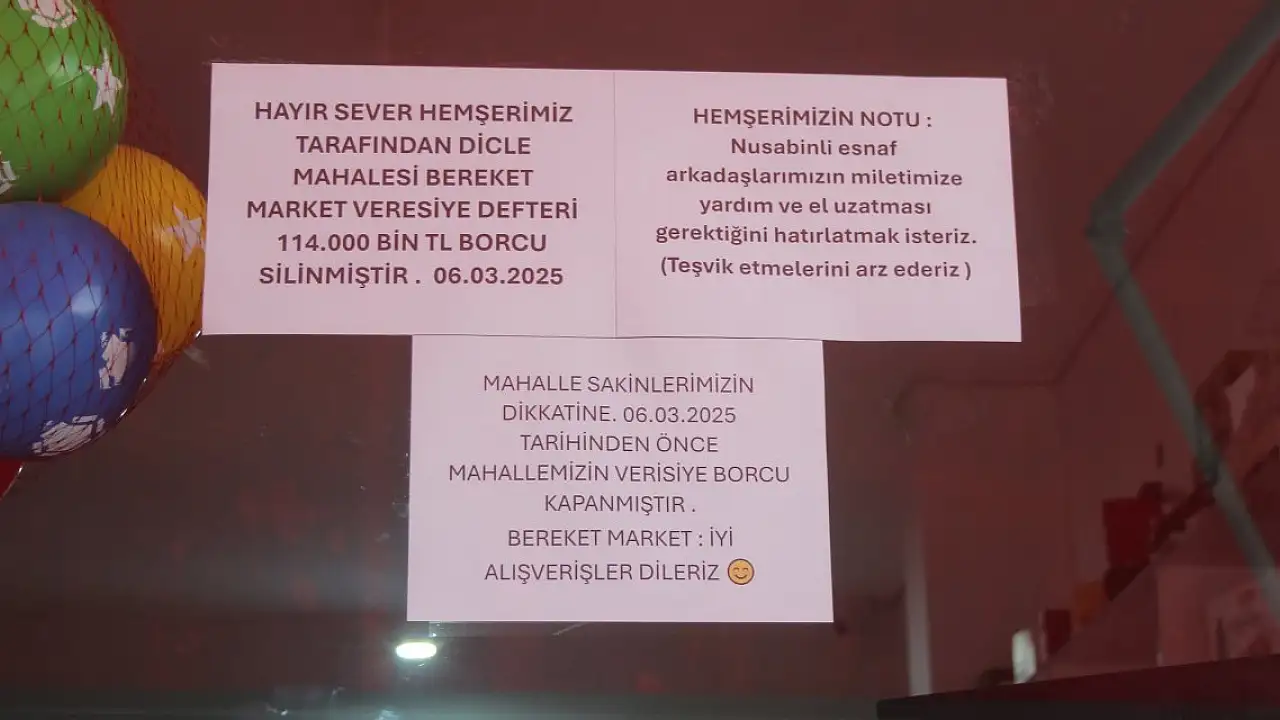 HAYIR SEVER HEMŞERİMİZ
TARAFINDAN DİCLE
MAHALESİ BEREKET
MARKET VERESİYE DEFTERİ
114.000 BİN TL BORCU
SİLİNMİŞTİR . 06.03.2025
HEMŞERİMİZİN NOTU :
Nusabinli esnaf
arkadaşlarımızın miletimize
yardım ve el uzatması
gerektiğini hatırlatmak isteriz.
(Teşvik etmelerini arz ederiz )
MAHALLE SAKİNLERİMİZİN
DİKKATİNE. 06.03.2025
TARİHİNDEN ÖNCE
MAHALLEMİZİN VERİSİYE BORCU
KAPANMIŞTIR .
BEREKET MARKET : İYİ
ALIŞVERİŞLER DİLERİZ 😊